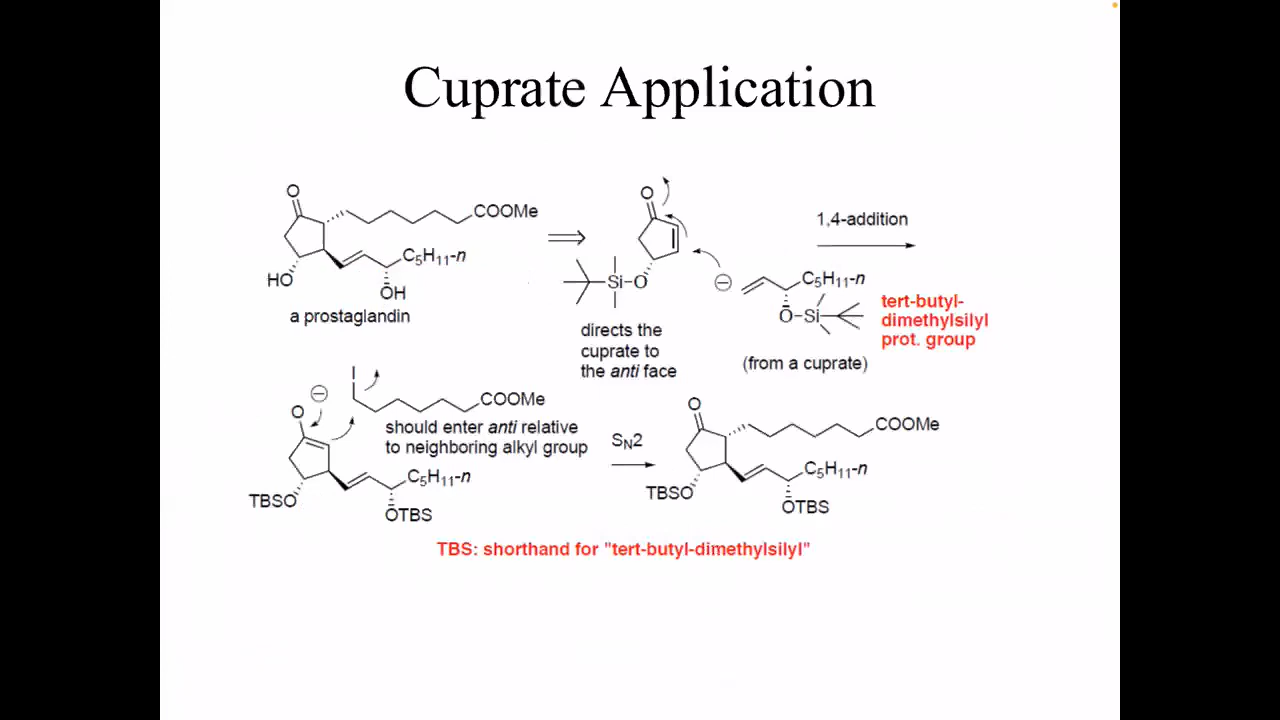 Cuprate Application
O
COOMe
C5H11-n
HO
OH
a prostaglandin
O
Si-O
directs the
cuprate to
the anti face
1,4-addition
C5H11-n
O-Si
tert-butyl-
dimethylsilyl
prot. group
(from a cuprate)
I
O
COOMe
should enter anti relative
to neighboring alkyl group
C5H11-n
TBSO
OTBS
SN2
O
COOMe
C5H11-n
TBSO
OTBS
TBS: shorthand for "tert-butyl-dimethylsilyl"